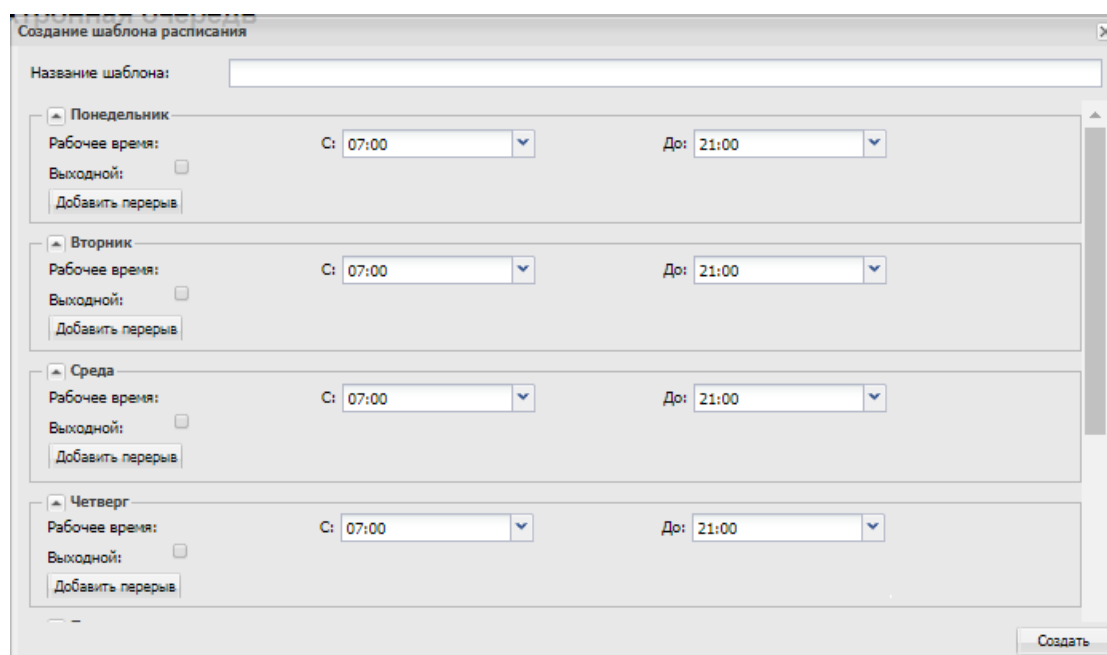 Создание шаблона расписания
Название шаблона:
Понедельник
Рабочее время: С: 07:00 До: 21:00
Выходной:
Добавить перерыв
Вторник
Рабочее время: С: 07:00 До: 21:00
Выходной:
Добавить перерыв
Среда
Рабочее время: С: 07:00 До: 21:00
Выходной:
Добавить перерыв
Четверг
Рабочее время: С: 07:00 До: 21:00
Выходной:
Добавить перерыв
Создать